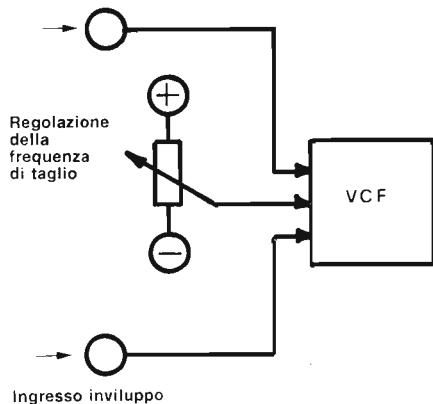 Regolazione
della
frequenza
di taglio
+
VCF
−
Ingresso inviluppo